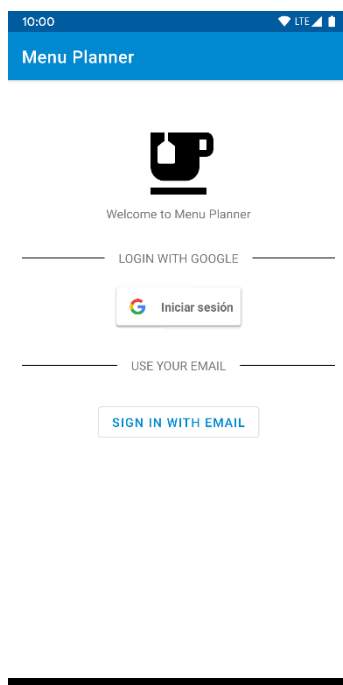 10:00 LTE
Menu Planner
Welcome to Menu Planner
LOGIN WITH GOOGLE
G Iniciar sesión
USE YOUR EMAIL
SIGN IN WITH EMAIL